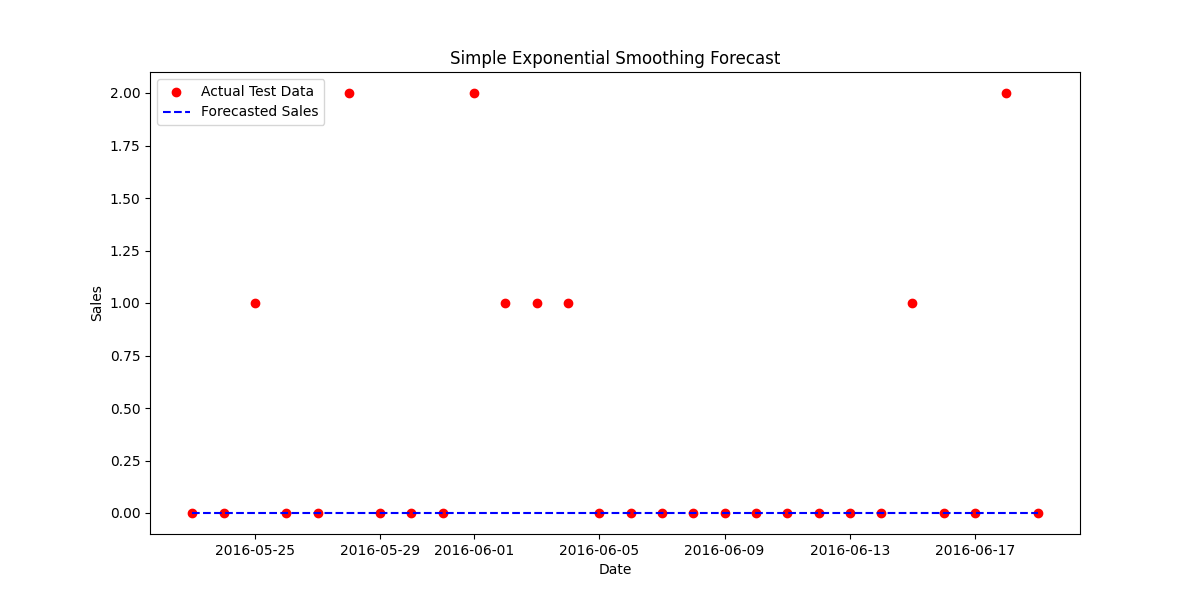 Simple Exponential Smoothing Forecast
Actual Test Data
Forecasted Sales
2.00
1.75
1.50
1.25
1.00
0.75
0.50
0.25
0.00
Sales
2016-05-25 2016-05-29 2016-06-01 2016-06-05 2016-06-09 2016-06-13 2016-06-17
Date